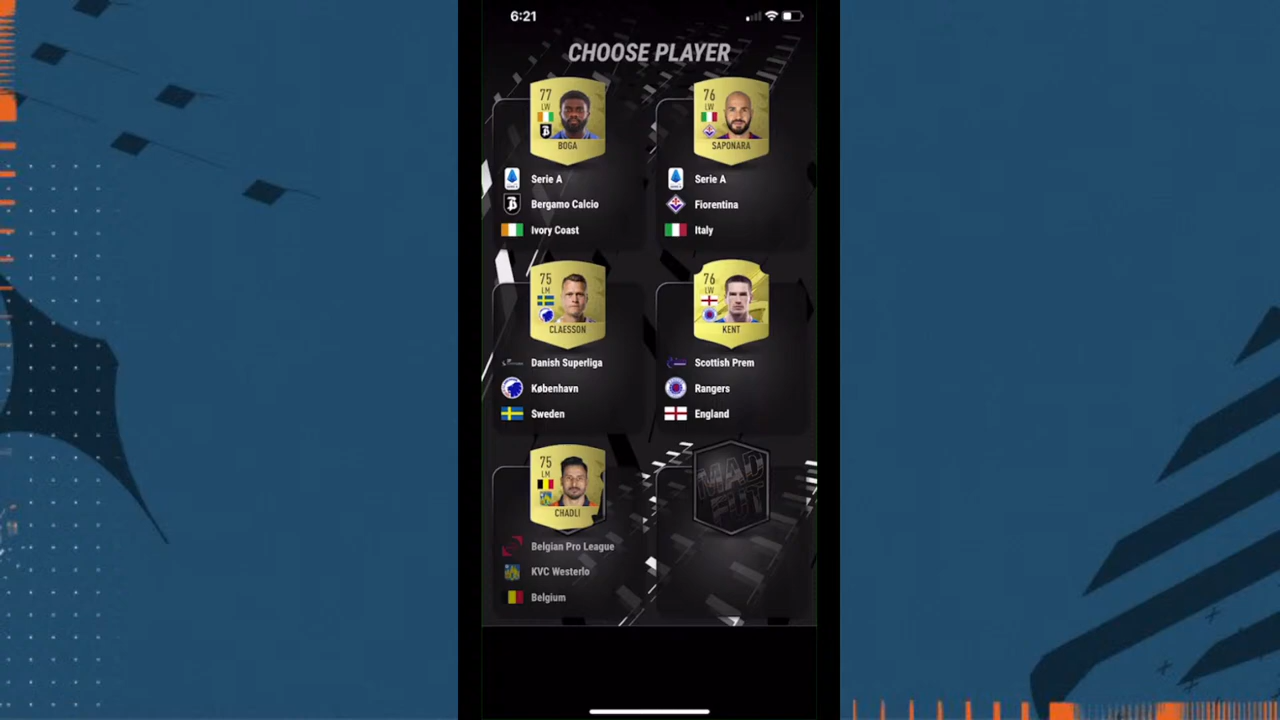 6:21
CHOOSE PLAYER
77
LW
BOGA
Serie A
Bergamo Calcio
Ivory Coast
76
LW
SAPONARA
Serie A
Fiorentina
Italy
75
LM
CLAESSON
Danish Superliga
København
Sweden
76
LW
KENT
Scottish Prem
Rangers
England
75
LM
CHADLI
Belgian Pro League
KVC Westerlo
Belgium
MAD
FUT